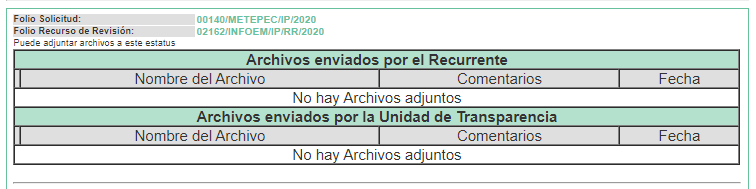 Folio Solicitud: 00140/METEPEC/IP/2020
Folio Recurso de Revisión: 02162/INFOEM/IP/RR/2020
Puede adjuntar archivos a este estatus
Archivos enviados por el Recurrente
Nombre del Archivo Comentarios Fecha
No hay Archivos adjuntos
Archivos enviados por la Unidad de Transparencia
Nombre del Archivo Comentarios Fecha
No hay Archivos adjuntos